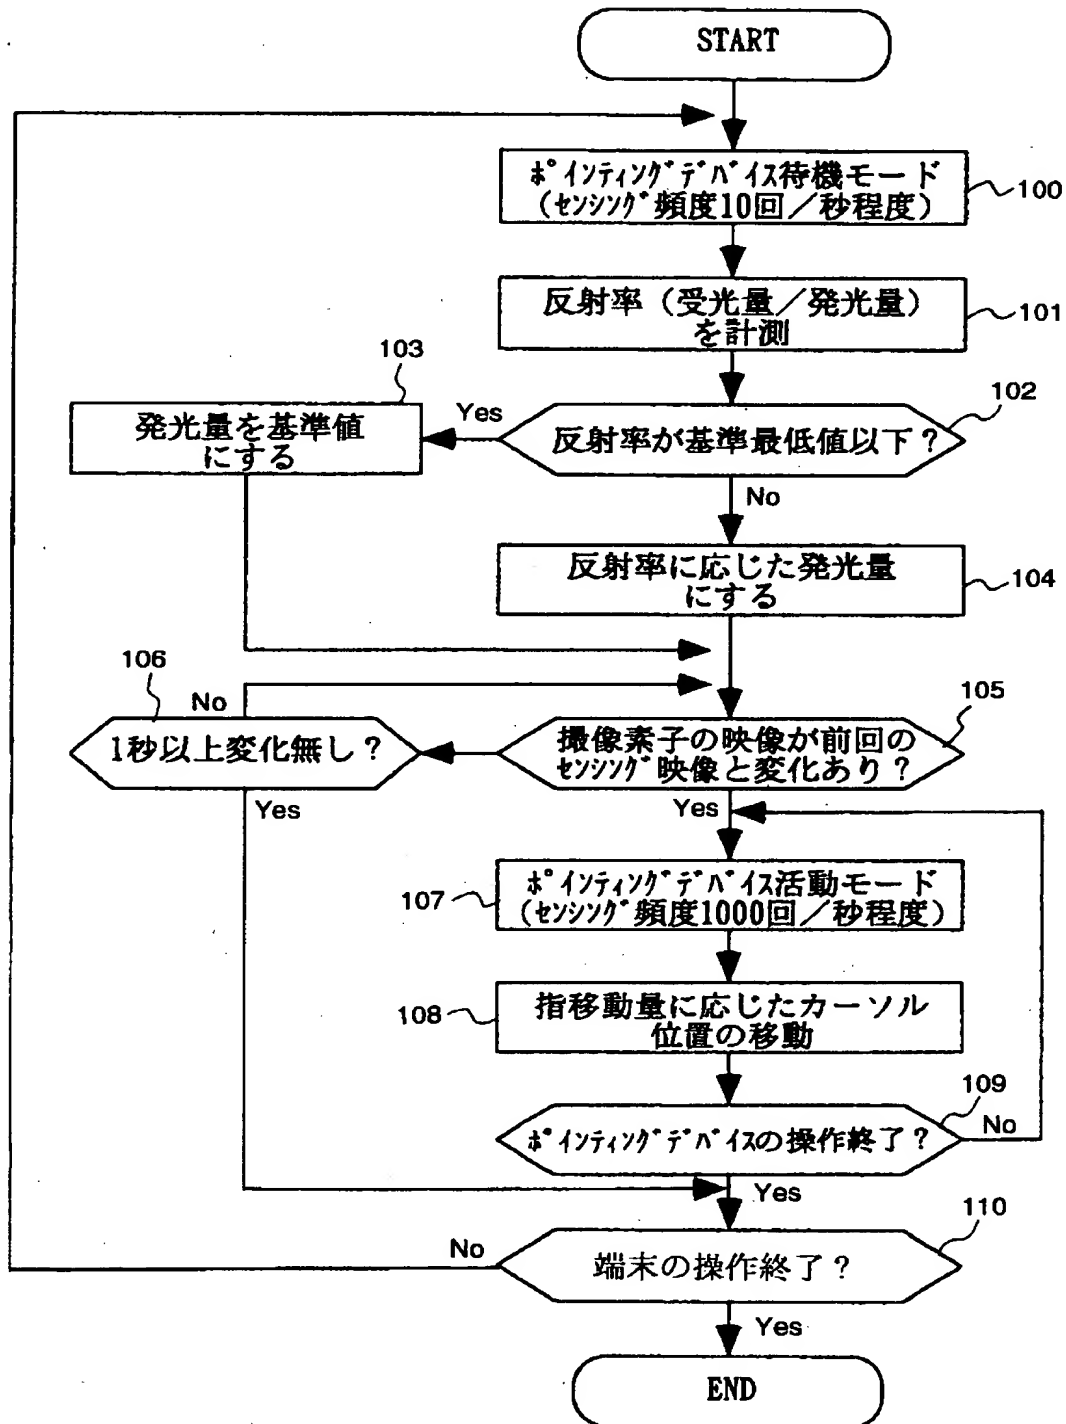 START
ﾎﾟｲﾝﾃｨﾝｸﾞﾃﾞﾊﾞｲｽ待機モード
(ｾﾝｼﾝｸﾞ頻度10回／秒程度)
100
反射率（受光量／発光量）
を計測
101
103
発光量を基準値
にする
Yes
反射率が基準最低値以下？
102
No
反射率に応じた発光量
にする
104
106
No
1秒以上変化無し？
Yes
105
撮像素子の映像が前回の
ｾﾝｼﾝｸﾞ映像と変化あり？
Yes
107
ﾎﾟｲﾝﾃｨﾝｸﾞﾃﾞﾊﾞｲｽ活動モード
(ｾﾝｼﾝｸﾞ頻度1000回／秒程度)
108
指移動量に応じたカーソル
位置の移動
109
ﾎﾟｲﾝﾃｨﾝｸﾞﾃﾞﾊﾞｲｽの操作終了？
No
Yes
110
No
端末の操作終了？
Yes
END